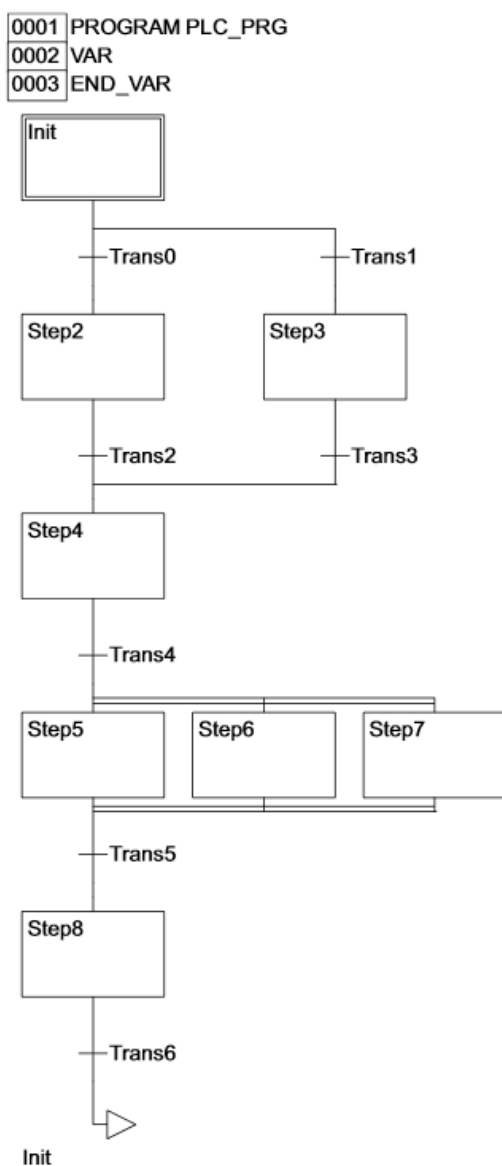 0001 PROGRAM PLC_PRG
0002 VAR
0003 END_VAR
Init
Trans0 Trans1
Step2 Step3
Trans2 Trans3
Step4
Trans4
Step5 Step6 Step7
Trans5
Step8
Trans6
Init